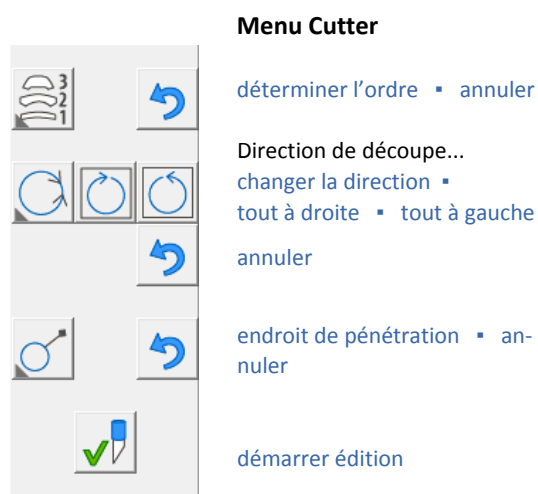 Menu Cutter
3
2
1
déterminer l’ordre ▪ annuler
Direction de découpe...
changer la direction ▪
tout à droite ▪ tout à gauche
annuler
endroit de pénétration ▪ an-
nuler
démarrer édition